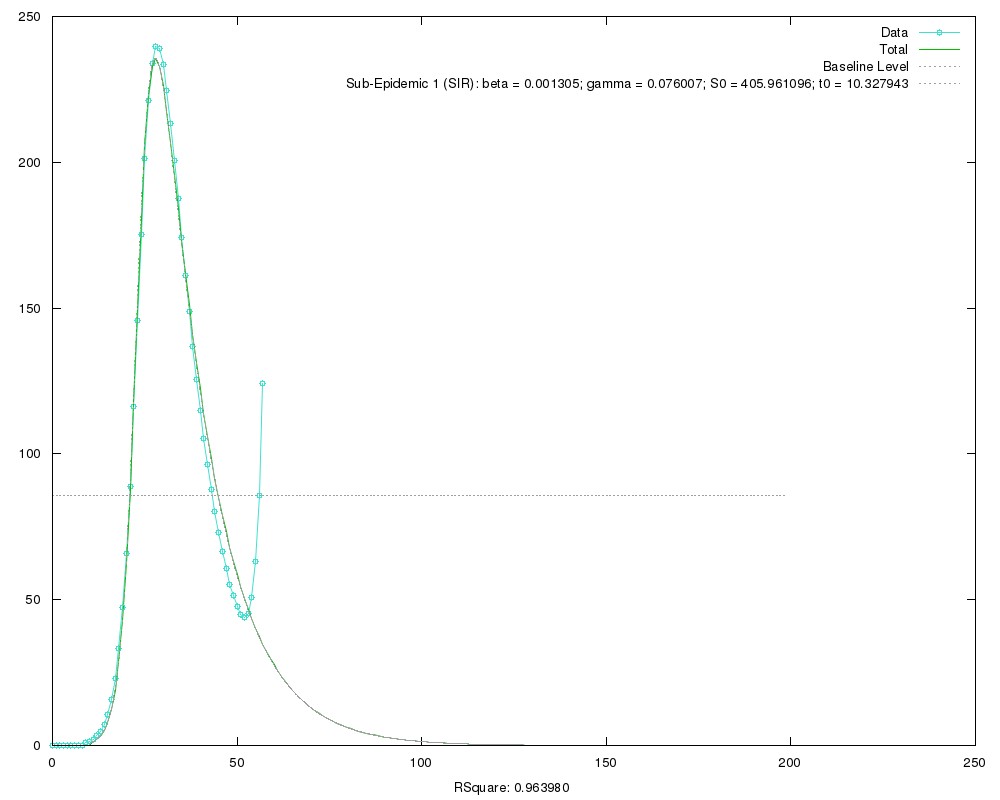 250
200
150
100
50
0
0 50 100 150 200 250
Data
Total
Baseline Level
Sub-Epidemic 1 (SIR): beta = 0.001305; gamma = 0.076007; S0 = 405.961096; t0 = 10.327943
RSquare: 0.963980